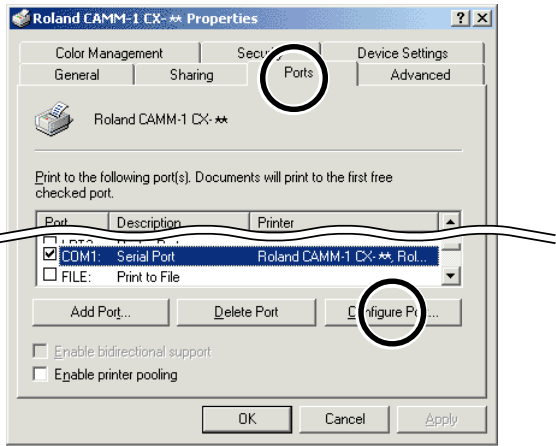 Roland CAMM-1 CX-** Properties
Color Management Security Device Settings
General Sharing Ports Advanced
Roland CAMM-1 CX-**
Print to the following port(s). Documents will print to the first free
checked port.
Port Description Printer
COM1: Serial Port Roland CAMM-1 CX-**, Rol...
FILE: Print to File
Add Port... Delete Port Configure Port...
Enable bidirectional support
Enable printer pooling
OK Cancel Apply